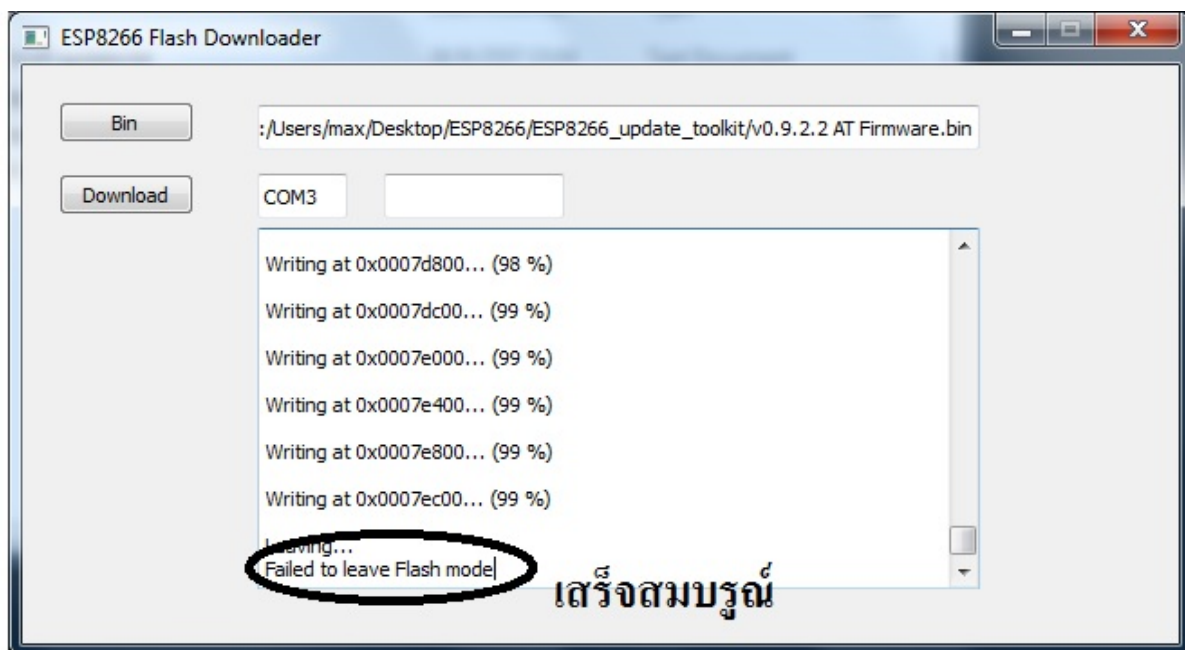 ESP8266 Flash Downloader
Bin
:/Users/max/Desktop/ESP8266/ESP8266_update_toolkit/v0.9.2.2 AT Firmware.bin
Download
COM3
Writing at 0x0007d800... (98 %)
Writing at 0x0007dc00... (99 %)
Writing at 0x0007e000... (99 %)
Writing at 0x0007e400... (99 %)
Writing at 0x0007e800... (99 %)
Writing at 0x0007ec00... (99 %)
Leaving...
Failed to leave Flash mode
เสร็จสมบรูณ์